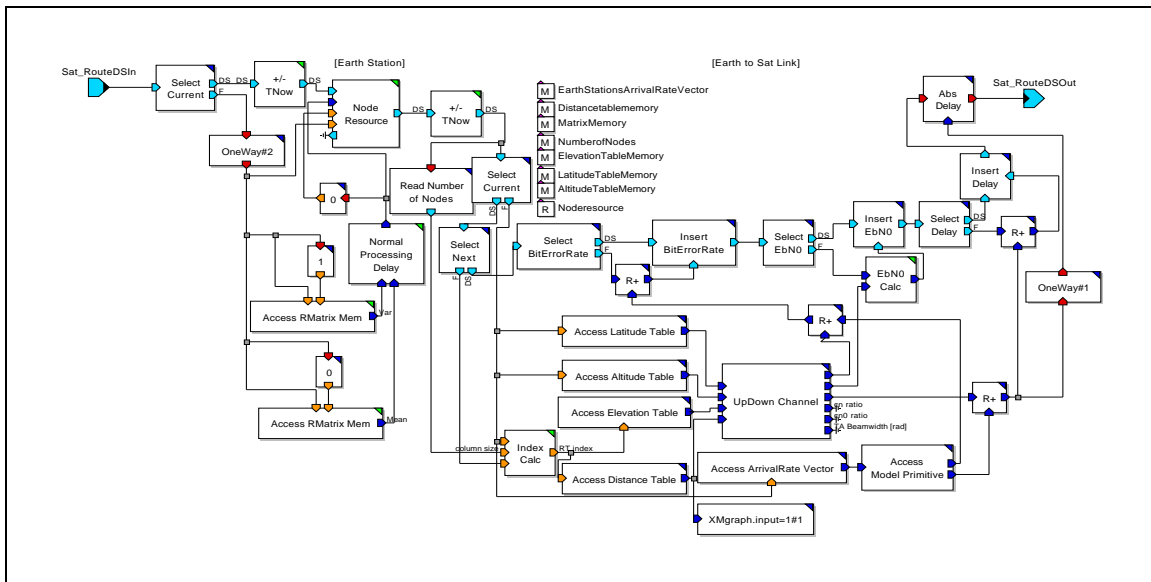 [Earth Station]
[Earth to Sat Link]
Sat_RouteDSIn
Select
Current
DS
F
DS
+/-
TNow
DS
Node
Resource
DS
+/-
TNow
DS
OneWay#2
0
Read Number
of Nodes
Select
Current
DS
F
M EarthStationsArrivalRateVector
M Distancetablememory
M MatrixMemory
M NumberofNodes
M ElevationTableMemory
M LatitudeTableMemory
M AltitudeTableMemory
R Noderesource
Abs
Delay
Sat_RouteDSOut
Insert
Delay
Normal
Processing
Delay
1
Access RMatrix Mem
Var
0
Access RMatrix Mem
Mean
Select
Next
F
DS
Select
BitErrorRate
DS
F
R+
Insert
BitErrorRate
Select
EbN0
DS
F
Insert
EbN0
Select
Delay
DS
F
R+
EbN0
Calc
OneWay#1
R+
Access Latitude Table
Access Altitude Table
Access Elevation Table
UpDown Channel
cn ratio
cn0 ratio
TA Beamwidth [rad]
R+
column size
Index
Calc
RT index
Access Distance Table
Access ArrivalRate Vector
Access
Model Primitive
XMgraph.input=1#1